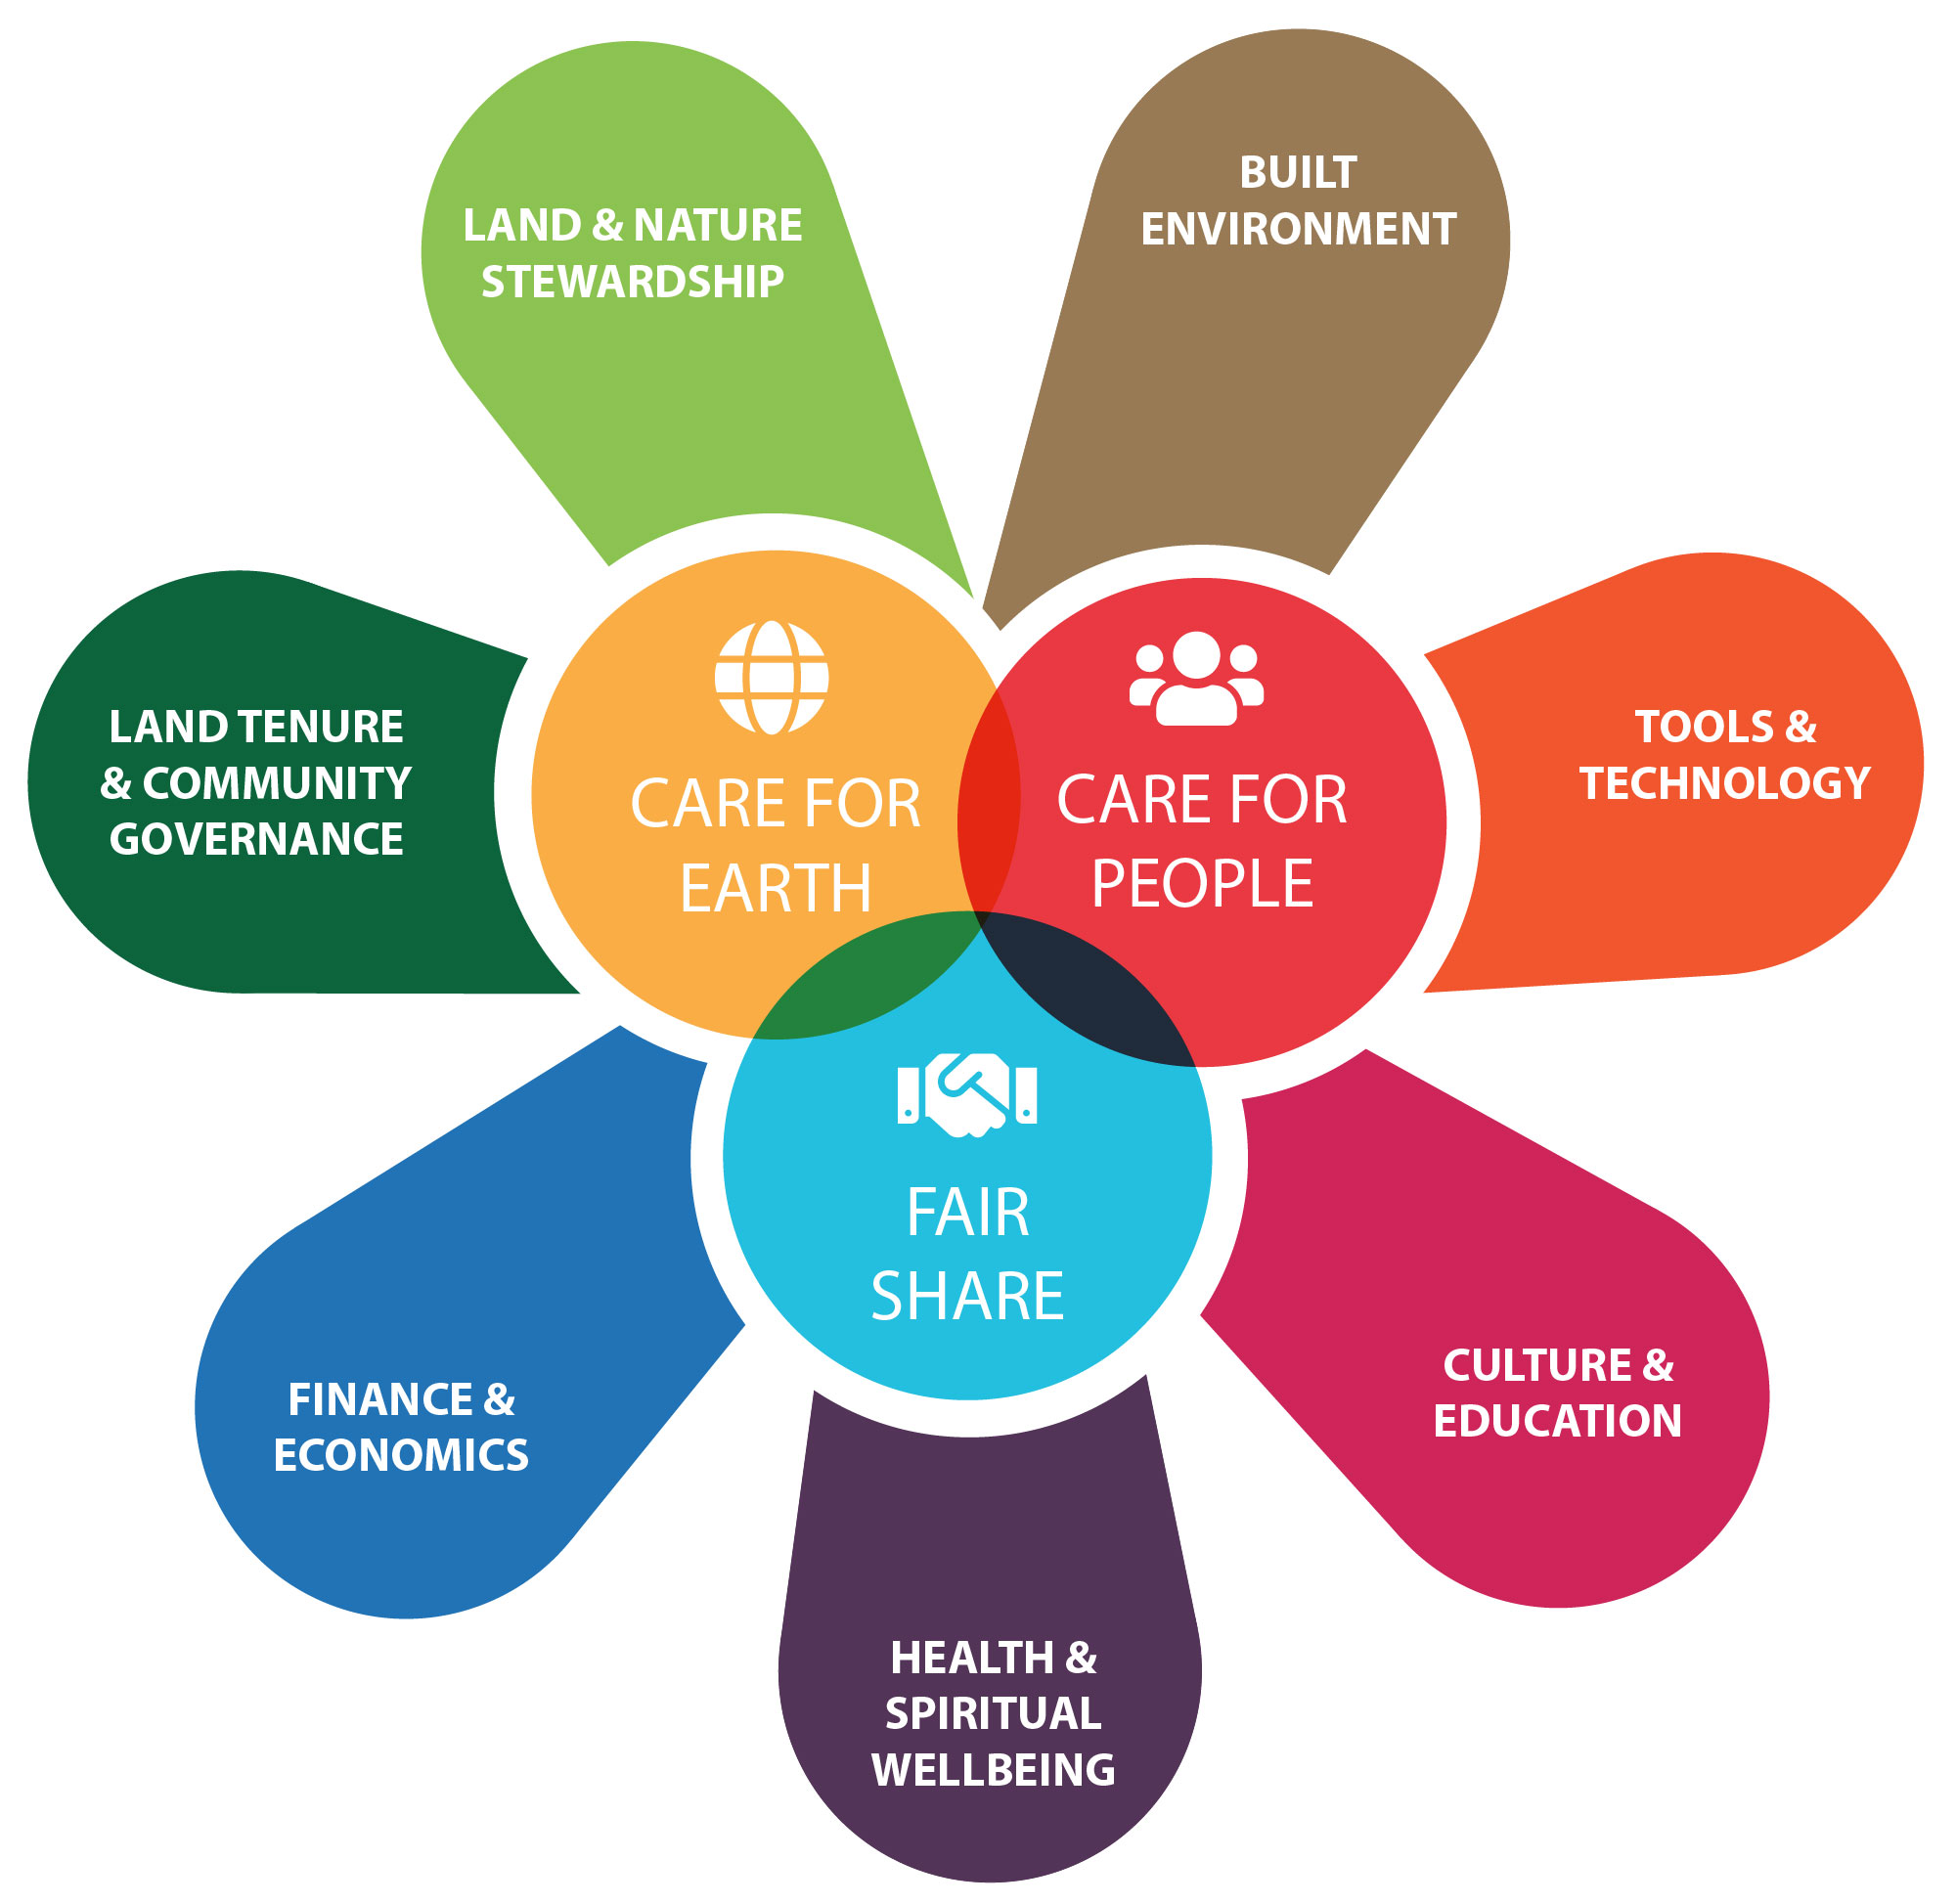 LAND & NATURE
STEWARDSHIP
BUILT
ENVIRONMENT
LAND TENURE
& COMMUNITY
GOVERNANCE
CARE FOR
EARTH
CARE FOR
PEOPLE
TOOLS &
TECHNOLOGY
FAIR
SHARE
FINANCE &
ECONOMICS
CULTURE &
EDUCATION
HEALTH &
SPIRITUAL
WELLBEING